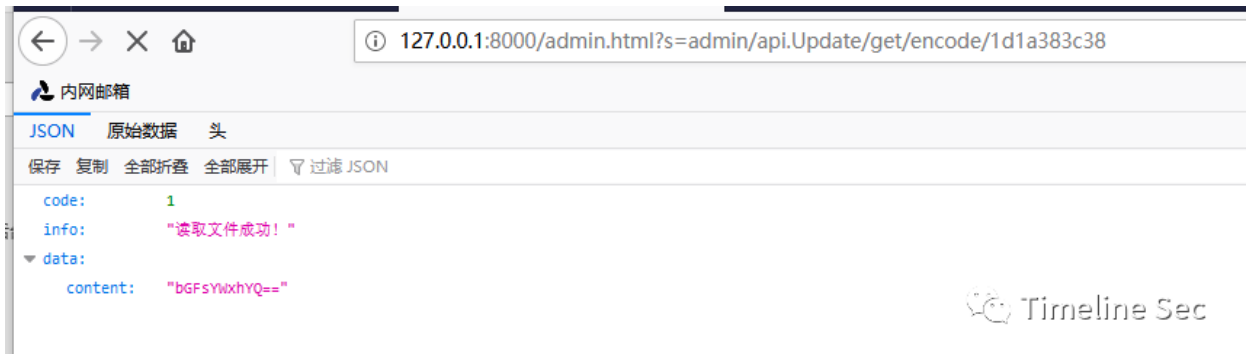 127.0.0.1:8000/admin.html?s=admin/api.Update/get/encode/1d1a383c38
内网邮箱
JSON 原始数据 头
保存 复制 全部折叠 全部展开 过滤 JSON
code: 1
info: "读取文件成功！"
data:
content: "bGFsYWxhYQ=="
Timeline Sec